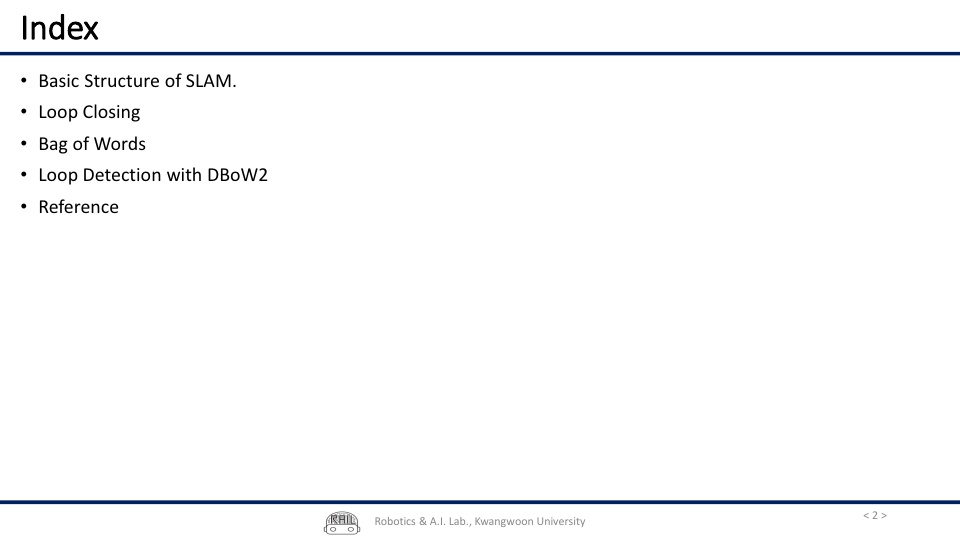 Index
• Basic Structure of SLAM.
• Loop Closing
• Bag of Words
• Loop Detection with DBoW2
• Reference
RAIL
Robotics & A.I. Lab., Kwangwoon University
< 2 >